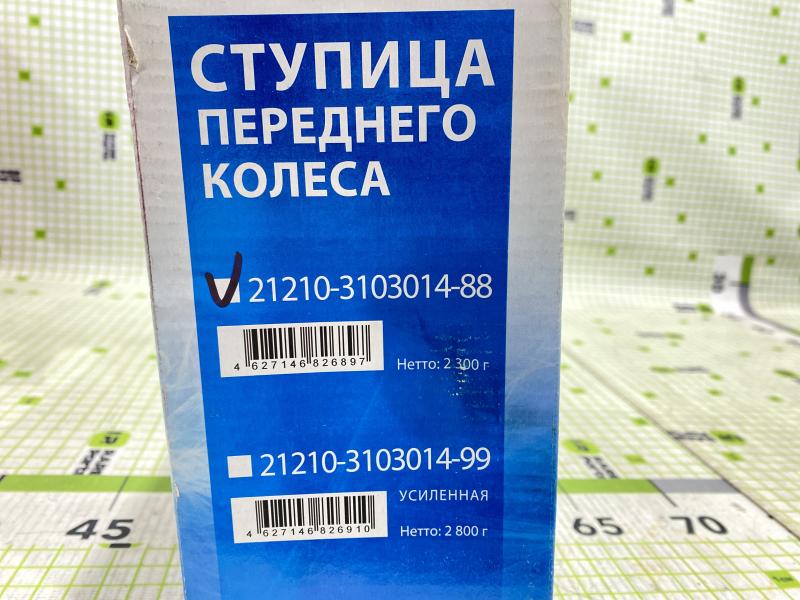 СТУПИЦА
ПЕРЕДНЕГО
КОЛЕСА
21210-3103014-88
4 627146 826897
Нетто: 2 300 г
21210-3103014-99
УСИЛЕННАЯ
4 627146 826910
Нетто: 2 800 г
45
65
70